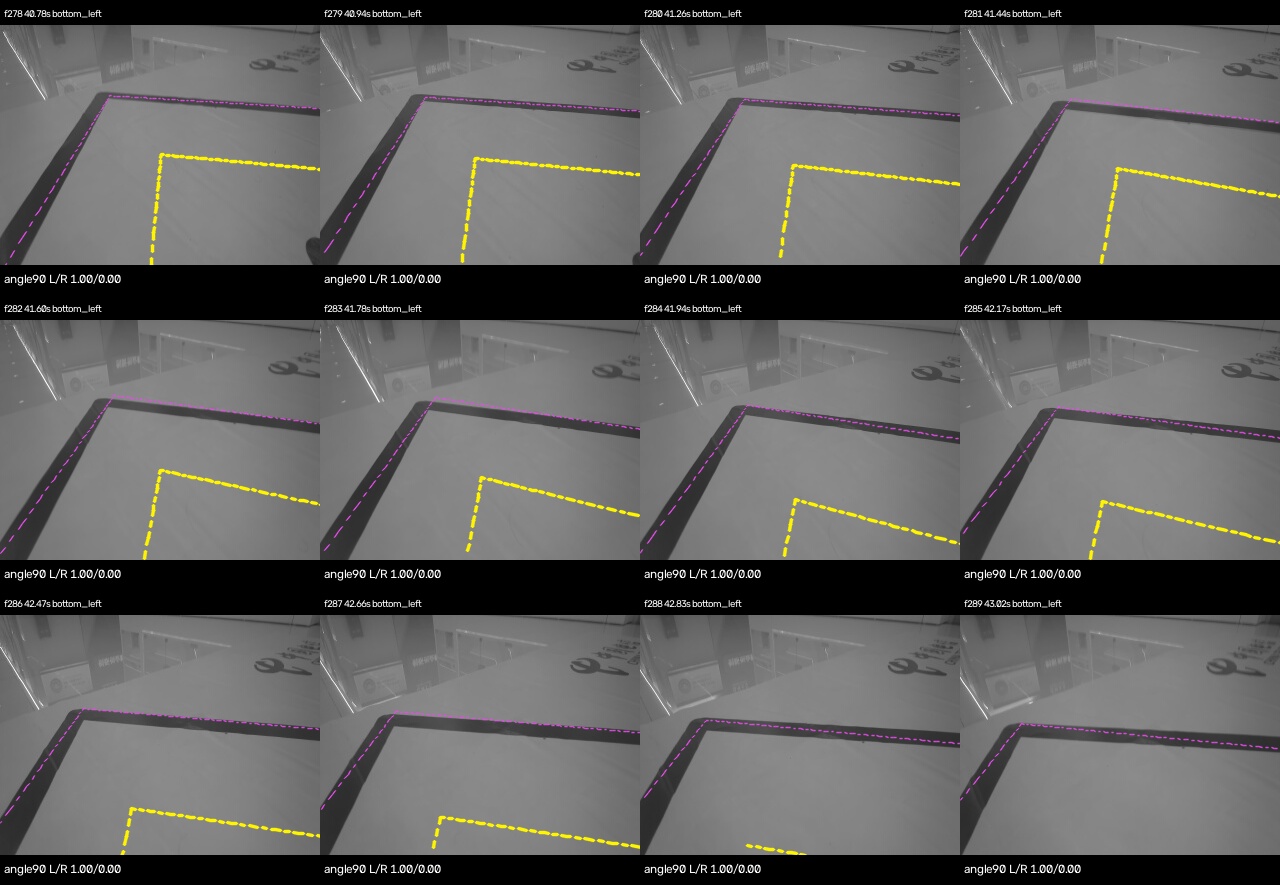 f278 40.78s bottom_left
f279 40.94s bottom_left
f280 41.26s bottom_left
f281 41.44s bottom_left
angle90 L/R 1.00/0.00
angle90 L/R 1.00/0.00
angle90 L/R 1.00/0.00
angle90 L/R 1.00/0.00
f282 41.60s bottom_left
f283 41.78s bottom_left
f284 41.94s bottom_left
f285 42.17s bottom_left
angle90 L/R 1.00/0.00
angle90 L/R 1.00/0.00
angle90 L/R 1.00/0.00
angle90 L/R 1.00/0.00
f286 42.47s bottom_left
f287 42.66s bottom_left
f288 42.83s bottom_left
f289 43.02s bottom_left
angle90 L/R 1.00/0.00
angle90 L/R 1.00/0.00
angle90 L/R 1.00/0.00
angle90 L/R 1.00/0.00